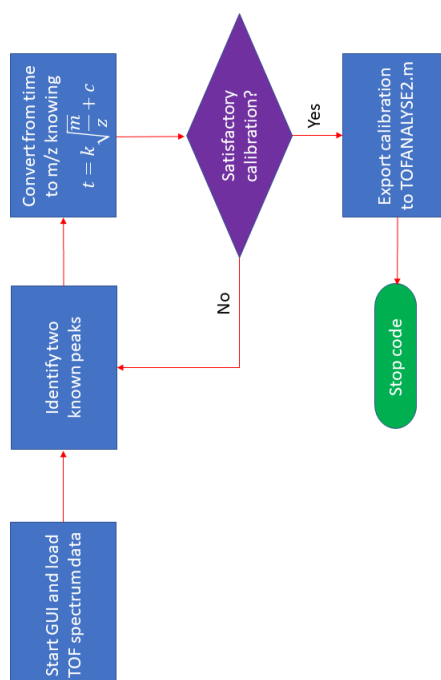 Start GUI and load
TOF spectrum data
Identify two
known peaks
Convert from time
to m/z knowing
t = k√(m/z) + c
Satisfactory
calibration?
No
Yes
Export calibration
to TOFANALYSE2.m
Stop code